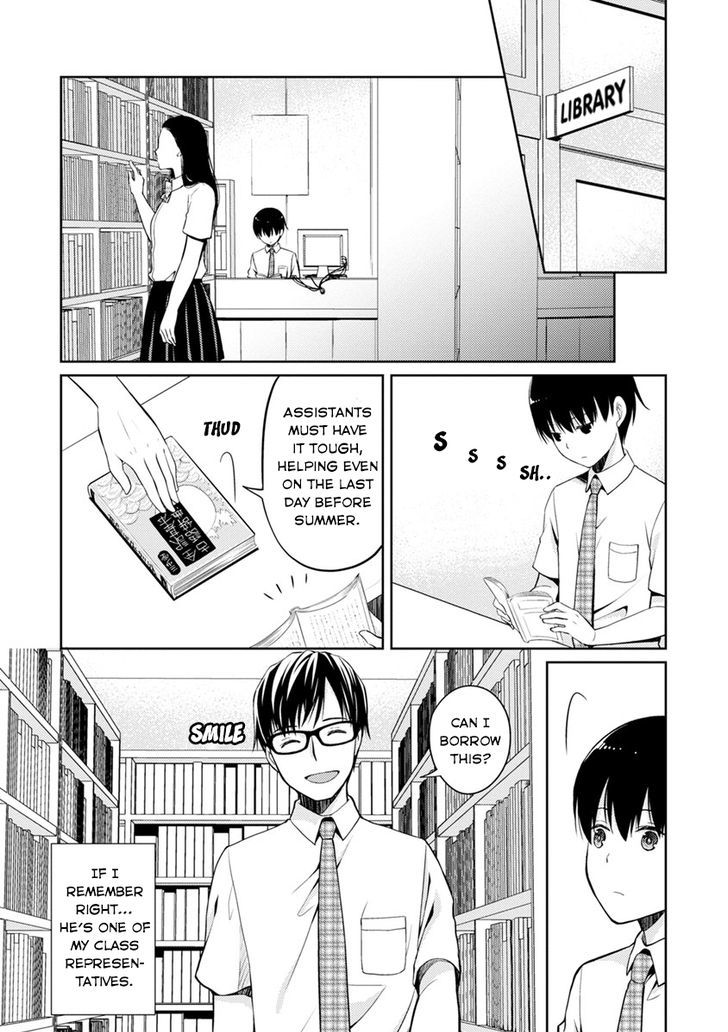 LIBRARY
S
S
S
SH..
ASSISTANTS
MUST HAVE
IT TOUGH,
HELPING EVEN
ON THE LAST
DAY BEFORE
SUMMER.
THUD
CAN I
BORROW
THIS?
SMILE
IF I
REMEMBER
RIGHT...
HE'S ONE OF
MY CLASS
REPRESEN-
TATIVES.